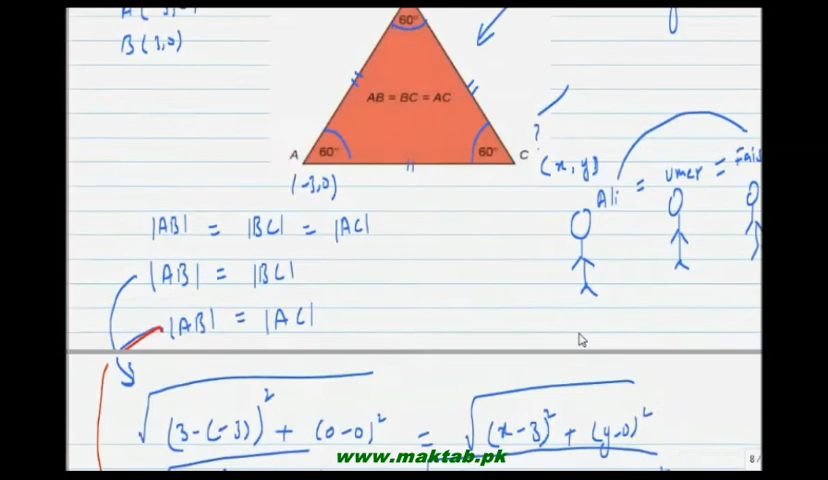 60°
B(3,0)
AB = BC = AC
?
A 60° 60° C (x,y)
(-3,0)
Ali = Umer =
|AB| = |BC| = |AC|
|AB| = |BC|
|AB| = |AC|
√(3-(-3))² + (0-0)² = √(x-3)² + (y-0)²
www.maktab.pk
8/